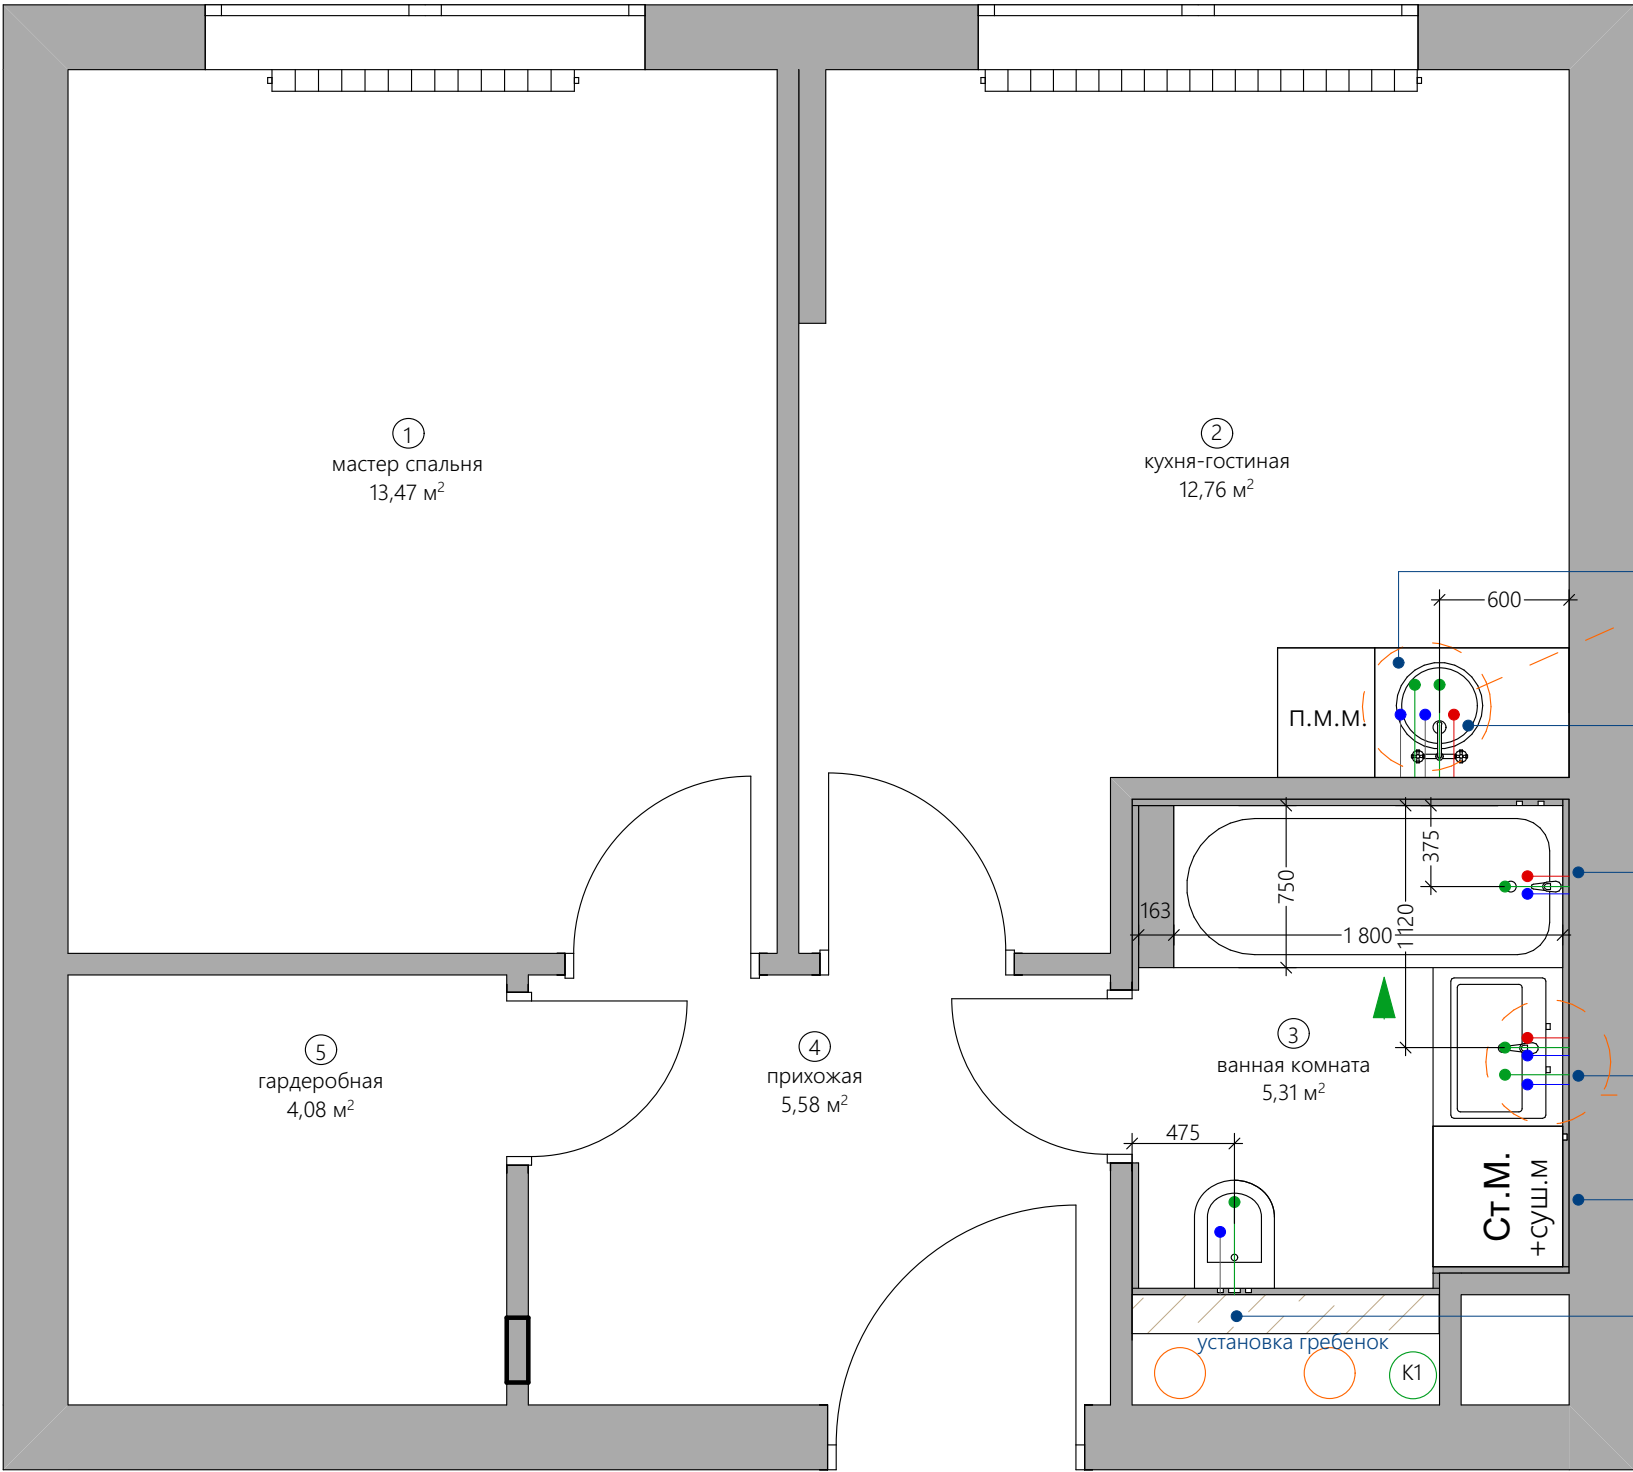 1
мастер спальня
13,47 м²
2
кухня-гостиная
12,76 м²
600
П.М.М.
375
750
1 120
163
1 800
3
ванная комната
5,31 м²
4
прихожая
5,58 м²
5
гардеробная
4,08 м²
475
Ст.М.
+суш.м
установка гребенок
К1